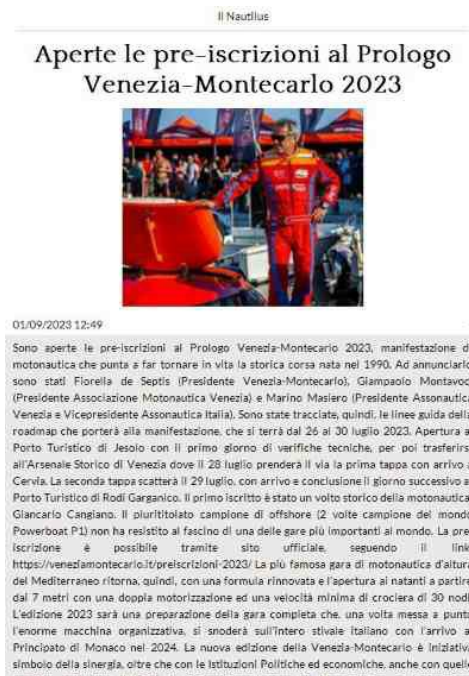 Il Nautilus
Aperte le pre-iscrizioni al Prologo
Venezia-Montecarlo 2023
01/09/2023 12:49
Sono aperte le pre-iscrizioni al Prologo Venezia-Montecarlo 2023, manifestazione d
motonautica che punta a far tornare in vita la storica corsa nata nel 1990. Ad annunciarlo
sono stati Fiorella de Septis (Presidente Venezia-Montecarlo), Giampaolo Montavoc
(Presidente Associazione Motonautica Venezia) e Marino Masiero (Presidente Assonautica
Venezia e Vicepresidente Assonautica Italia). Sono state tracciate, quindi, le linee guida della
roadmap che porterà alla manifestazione, che si terrà dal 26 al 30 luglio 2023. Apertura a
Porto Turistico di Jesolo con il primo giorno di verifiche tecniche, per poi trasferirsi
all'Arsenale Storico di Venezia dove il 28 luglio prenderà il via la prima tappa con arrivo a
Cervia. La seconda tappa scatterà il 29 luglio, con arrivo e conclusione il giorno successivo a
Porto Turistico di Rodi Garganico. Il primo iscritto è stato un volto storico della motonautica
Giancarlo Cangiano. Il plurititolato campione di offshore (2 volte campione del mondo
Powerboat P1) non ha resistito al fascino di una delle gare più importanti al mondo. La pre
iscrizione è possibile tramite sito ufficiale, seguendo il link
https://veneziamontecarlo.it/preiscrizioni-2023/ La più famosa gara di motonautica d'altura
del Mediterraneo ritorna, quindi, con una formula rinnovata e l'apertura ai natanti a partire
dal 7 metri con una doppia motorizzazione ed una velocità minima di crociera di 30 nodi
L'edizione 2023 sarà una preparazione della gara completa che, una volta messa a punto
l'enorme macchina organizzativa, si snoderà sull'intero stivale italiano con l'arrivo a
Principato di Monaco nel 2024. La nuova edizione della Venezia-Montecarlo è iniziativa
simbolo della sinergia, oltre che con le Istituzioni Politiche ed economiche, anche con quelle